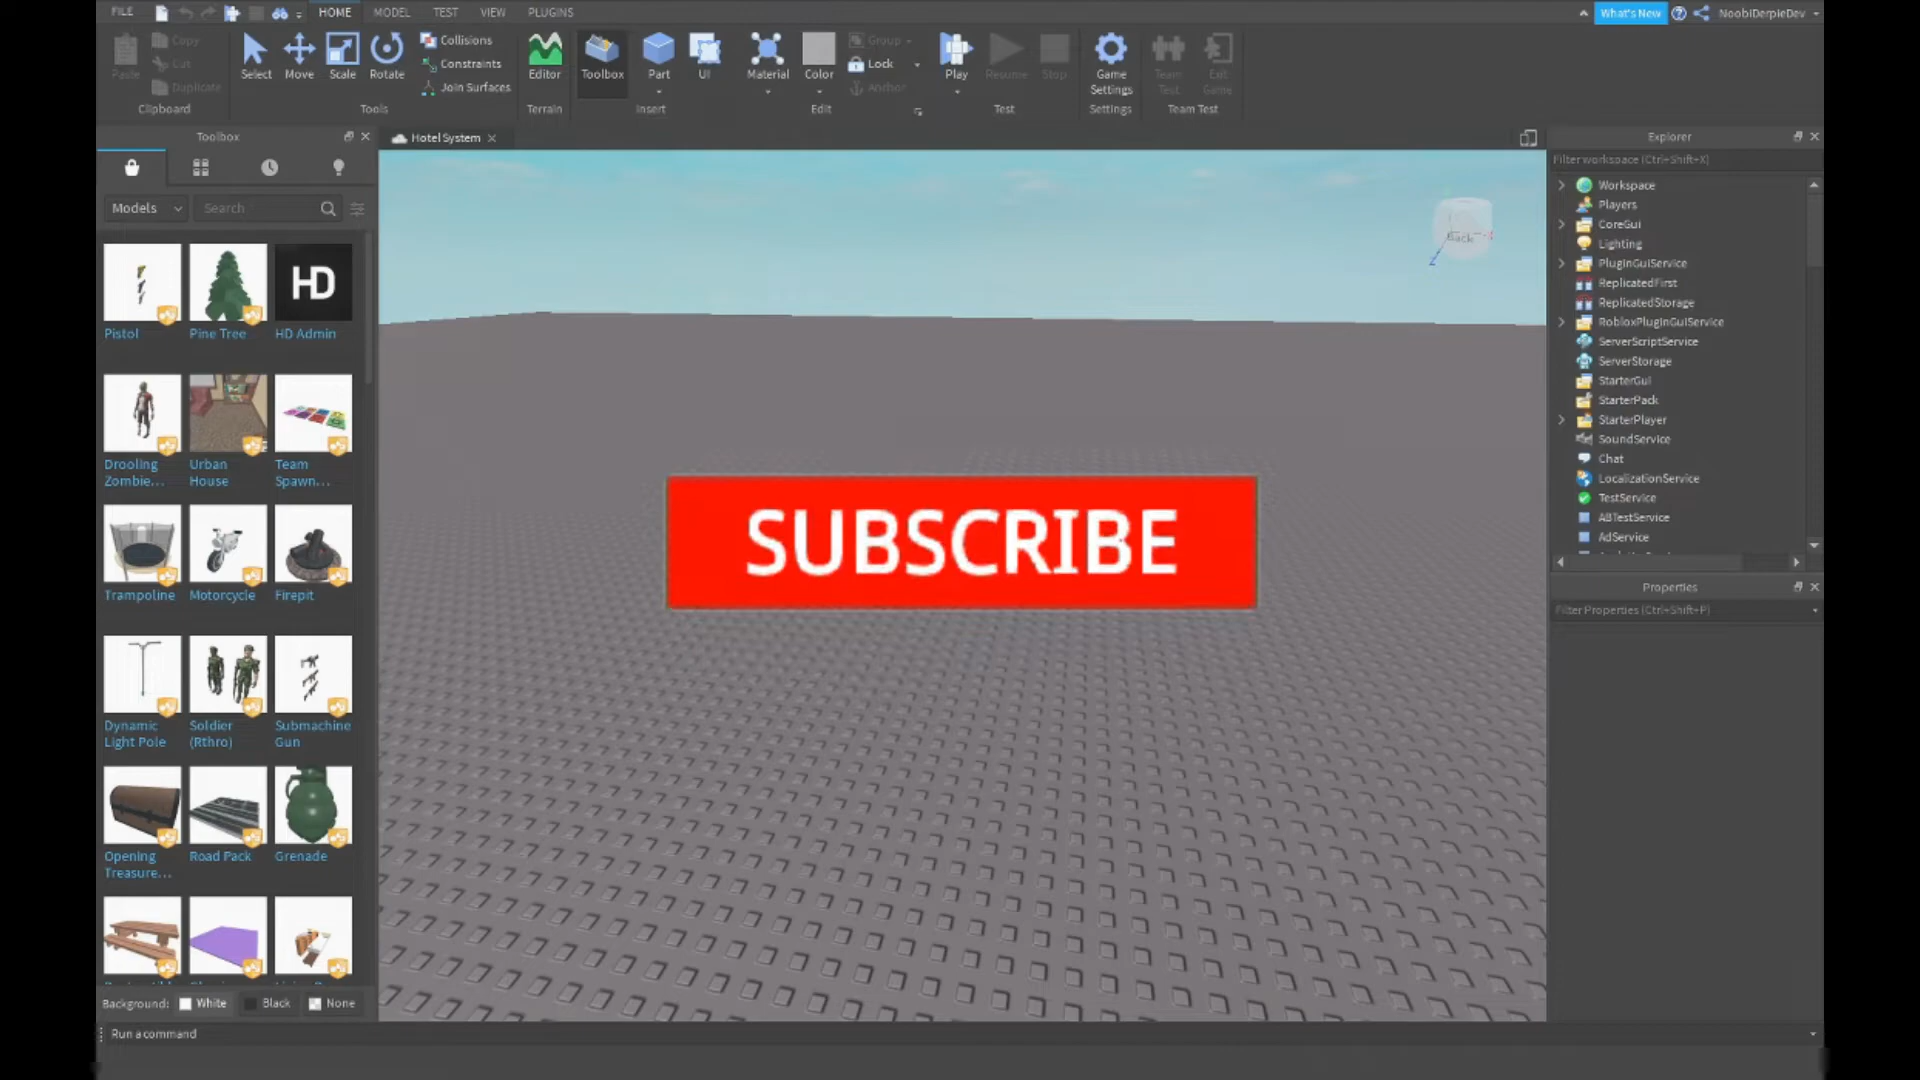 FILE HOME MODEL TEST VIEW PLUGINS What's New NoobiDerpieDev
Paste Copy Cut Duplicate Clipboard
Select Move Scale Rotate Collisions Constraints Join Surfaces Tools
Editor Terrain
Toolbox Part UI Insert
Material Color Group Lock Anchor Edit
Play Resume Stop Test
Game Settings Settings
Team Test Exit Game Team Test
Toolbox
Models Search
Pistol Pine Tree HD Admin
HD
Drooling Zombie... Urban House Team Spawn...
Trampoline Motorcycle Firepit
Dynamic Light Pole Soldier (Rthro) Submachine Gun
Opening Treasure... Road Pack Grenade
Background: White Black None
Run a command
Hotel System
Back
Z
SUBSCRIBE
Explorer
Filter workspace (Ctrl+Shift+X)
Workspace
Players
CoreGui
Lighting
PluginGuiService
ReplicatedFirst
ReplicatedStorage
RobloxPluginGuiService
ServerScriptService
ServerStorage
StarterGui
StarterPack
StarterPlayer
SoundService
Chat
LocalizationService
TestService
ABTestService
AdService
Properties
Filter Properties (Ctrl+Shift+P)